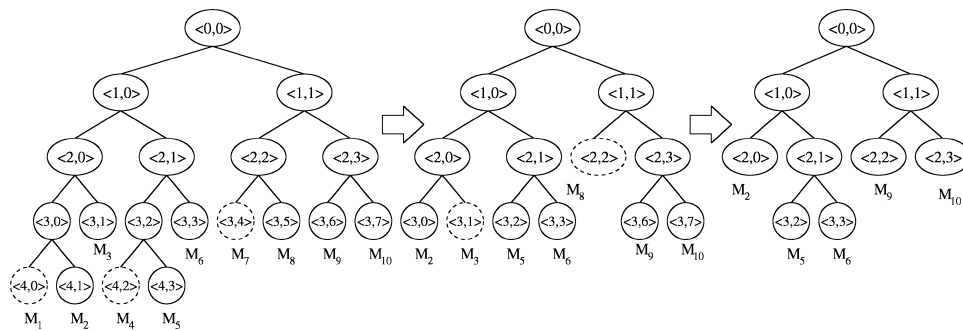 <0,0> <0,0> <0,0>
<1,0> <1,1> <1,0> <1,1> <1,0> <1,1>
<2,0> <2,1> <2,2> <2,3> <2,0> <2,1> <2,2> <2,3> <2,0> <2,1> <2,2> <2,3>
M8 M2 M9 M10
<3,0> <3,1> <3,2> <3,3> <3,4> <3,5> <3,6> <3,7> <3,0> <3,1> <3,2> <3,3> <3,6> <3,7> <3,2> <3,3>
M3 M6 M7 M8 M9 M10 M2 M3 M5 M6 M9 M10 M5 M6
<4,0> <4,1> <4,2> <4,3>
M1 M2 M4 M5